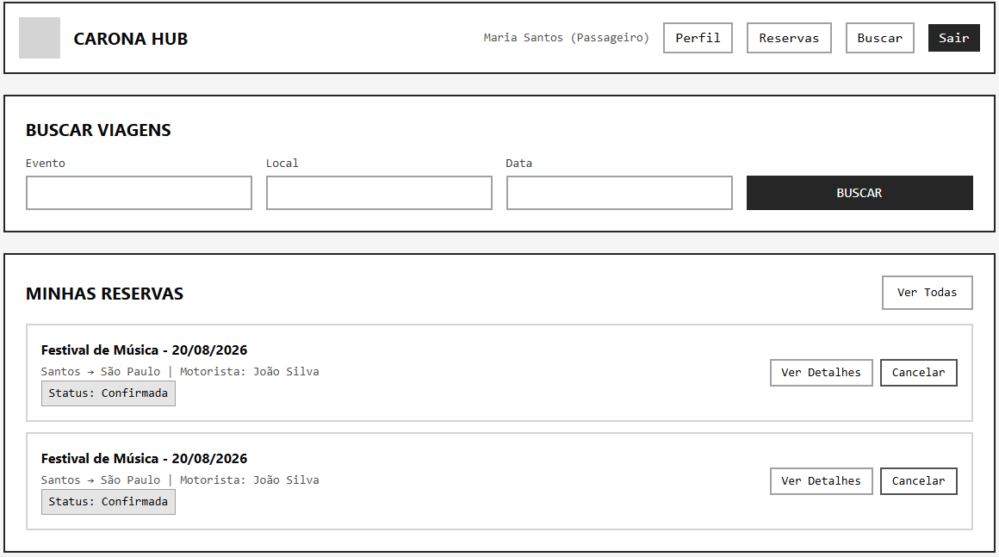 CARONA HUB
Maria Santos (Passageiro)
Perfil
Reservas
Buscar
Sair
BUSCAR VIAGENS
Evento
Local
Data
BUSCAR
MINHAS RESERVAS
Ver Todas
Festival de Música - 20/08/2026
Santos → São Paulo | Motorista: João Silva
Status: Confirmada
Ver Detalhes
Cancelar
Festival de Música - 20/08/2026
Santos → São Paulo | Motorista: João Silva
Status: Confirmada
Ver Detalhes
Cancelar